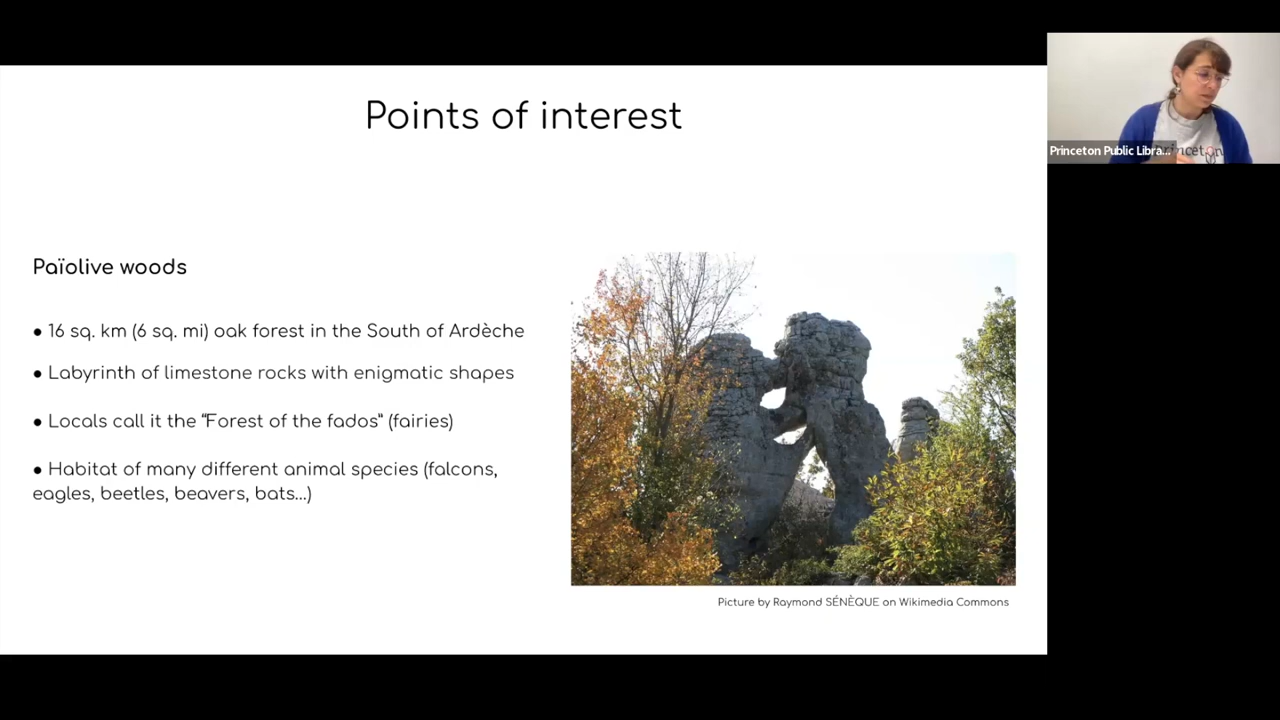 Points of interest
Princeton Public Libra...
Princeton
Païolive woods
● 16 sq. km (6 sq. mi) oak forest in the South of Ardèche
● Labyrinth of limestone rocks with enigmatic shapes
● Locals call it the “Forest of the fados” (fairies)
● Habitat of many different animal species (falcons,
eagles, beetles, beavers, bats...)
Picture by Raymond SÉNÈQUE on Wikimedia Commons